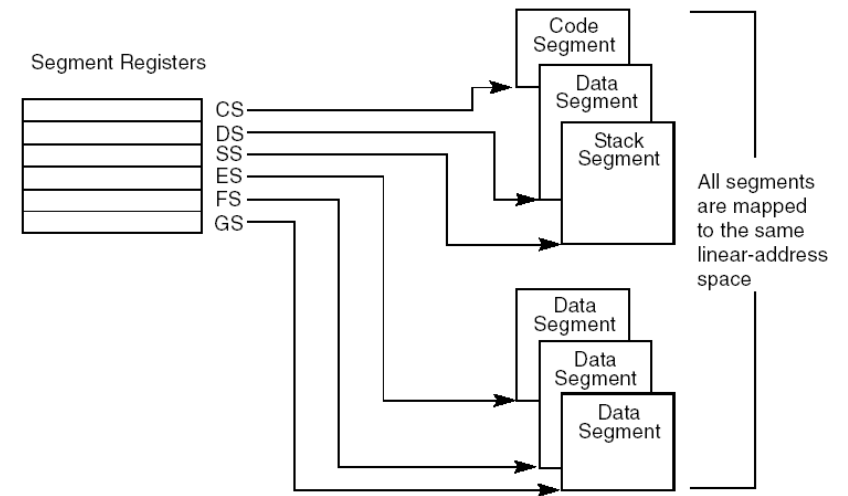 Segment Registers
CS
DS
SS
ES
FS
GS
Code
Segment
Data
Segment
Stack
Segment
Data
Segment
Data
Segment
Data
Segment
All segments
are mapped
to the same
linear-address
space